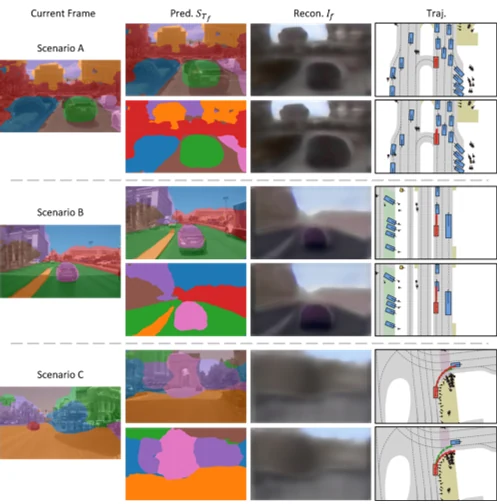 Current Frame Pred. S_{T_f} Recon. I_f Traj.
Scenario A
Scenario B
Scenario C